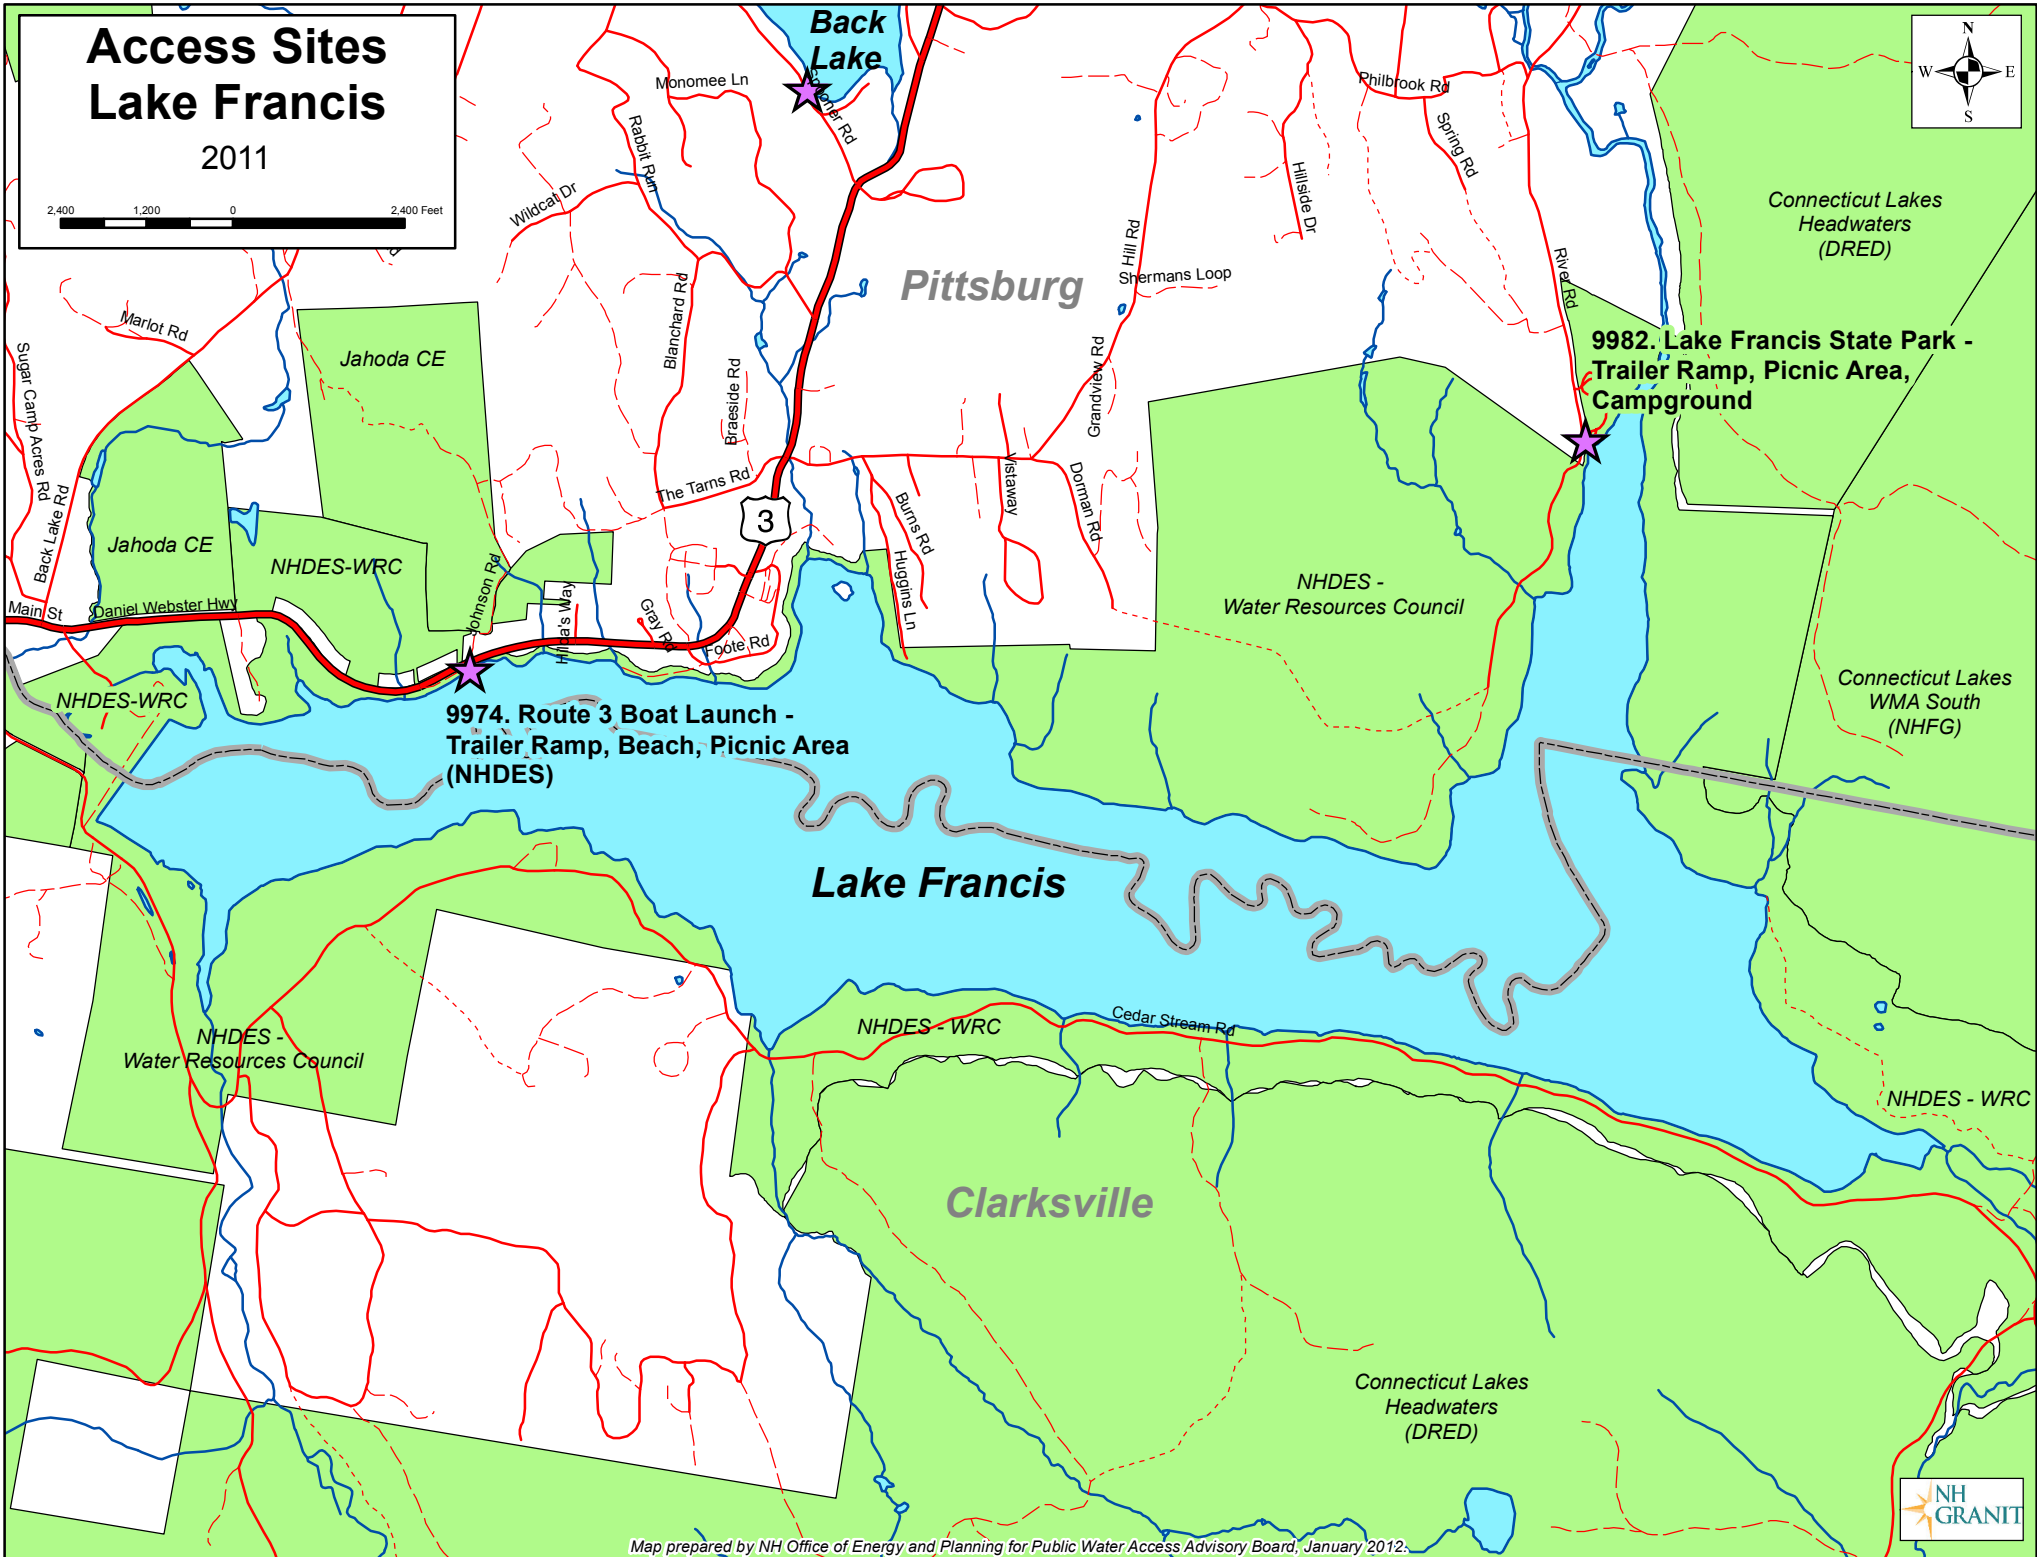 Access Sites
Lake Francis
2011
2,400 1,200 0 2,400 Feet
Back
Lake
N
W E
S
Monomee Ln
Spooner Rd
Rabbit Run
Wildcat Dr
Philbrook Rd
Spring Rd
Hillside Dr
Hill Rd
Shermans Loop
River Rd
Connecticut Lakes
Headwaters
(DRED)
Pittsburg
Marlot Rd
Jahoda CE
Blanchard Rd
Braeside Rd
Grandview Rd
9982. Lake Francis State Park -
Trailer Ramp, Picnic Area,
Campground
Sugar Camp Acres Rd
Back Lake Rd
The Tarns Rd
3
Burns Rd
Huggins Ln
Vistaway
Dorman Rd
Jahoda CE
NHDES-WRC
Johnson Rd
Hilda's Way
Gray Rd
Foote Rd
NHDES -
Water Resources Council
Main St
Daniel Webster Hwy
NHDES-WRC
Connecticut Lakes
WMA South
(NHFG)
9974. Route 3 Boat Launch -
Trailer Ramp, Beach, Picnic Area
(NHDES)
Lake Francis
NHDES -
Water Resources Council
NHDES - WRC
Cedar Stream Rd
NHDES - WRC
Clarksville
Connecticut Lakes
Headwaters
(DRED)
NH
GRANIT
Map prepared by NH Office of Energy and Planning for Public Water Access Advisory Board, January 2012.